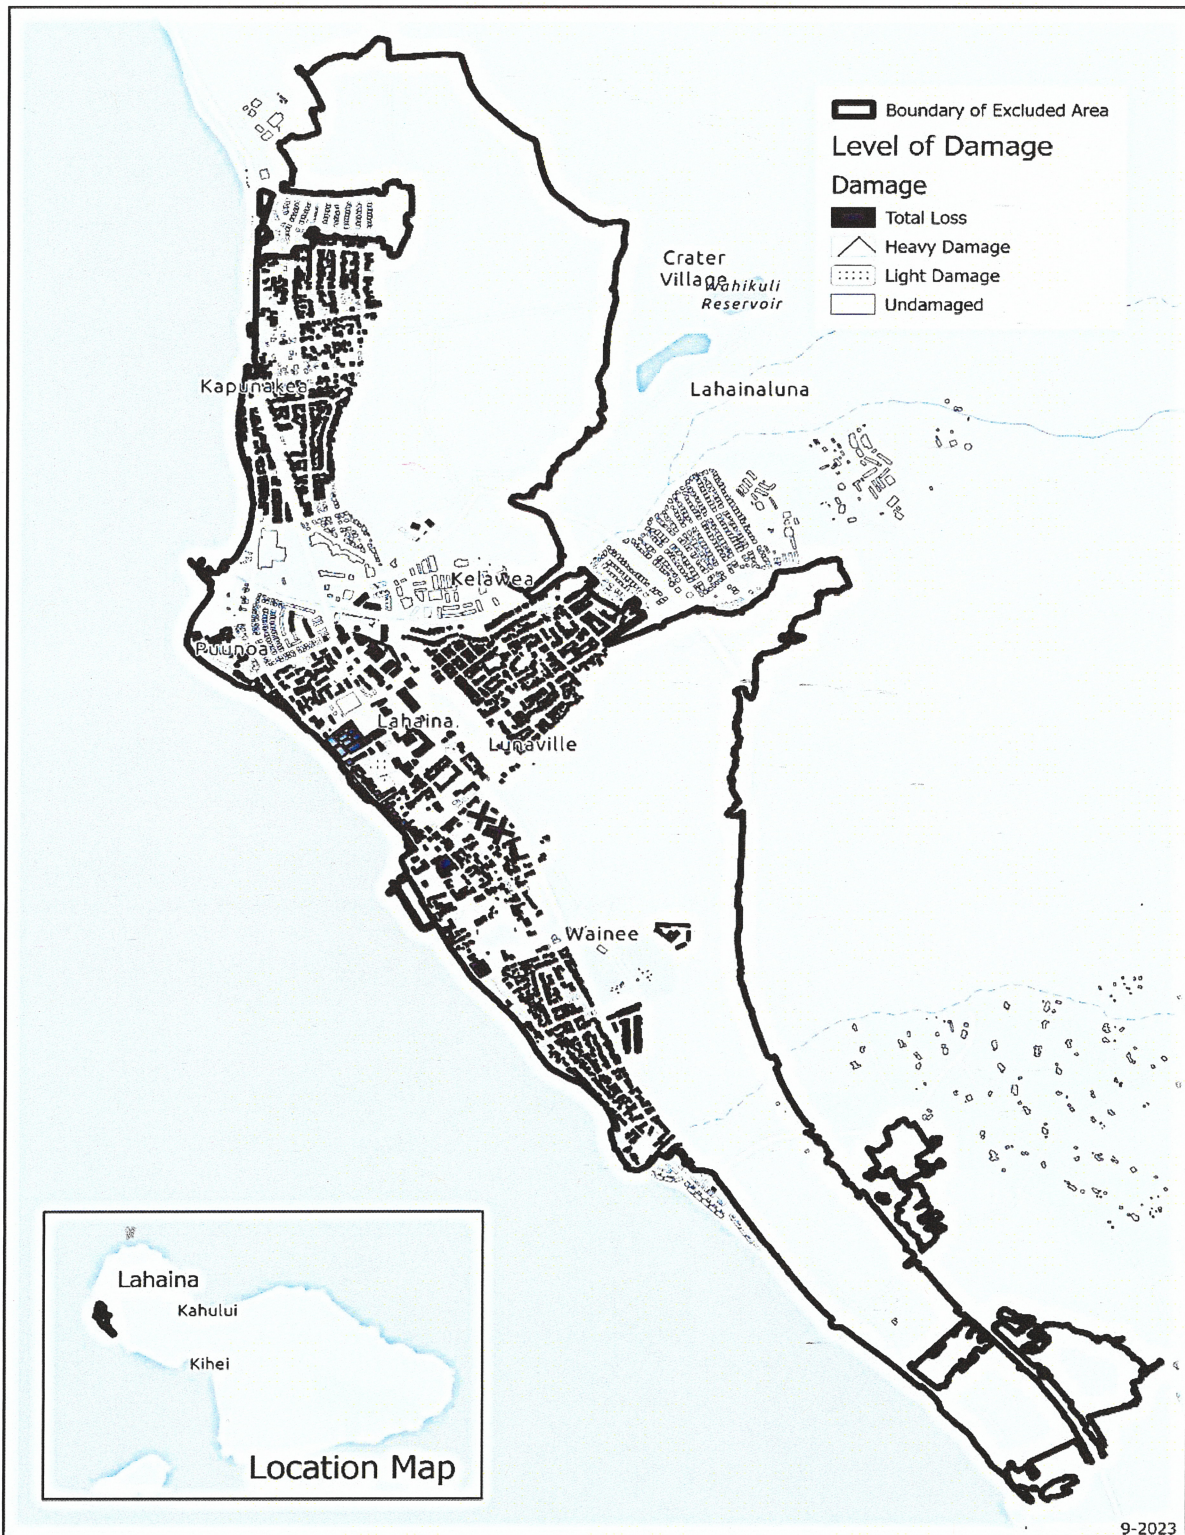 Boundary of Excluded Area
Level of Damage
Damage
Total Loss
Heavy Damage
Light Damage
Undamaged
Crater
Village
Wahikuli
Reservoir
Kapunakea
Lahainaluna
Kelawea
Puunoa
Lahaina
Lunaville
Wainee
Lahaina
Kahului
Kihei
Location Map
9-2023